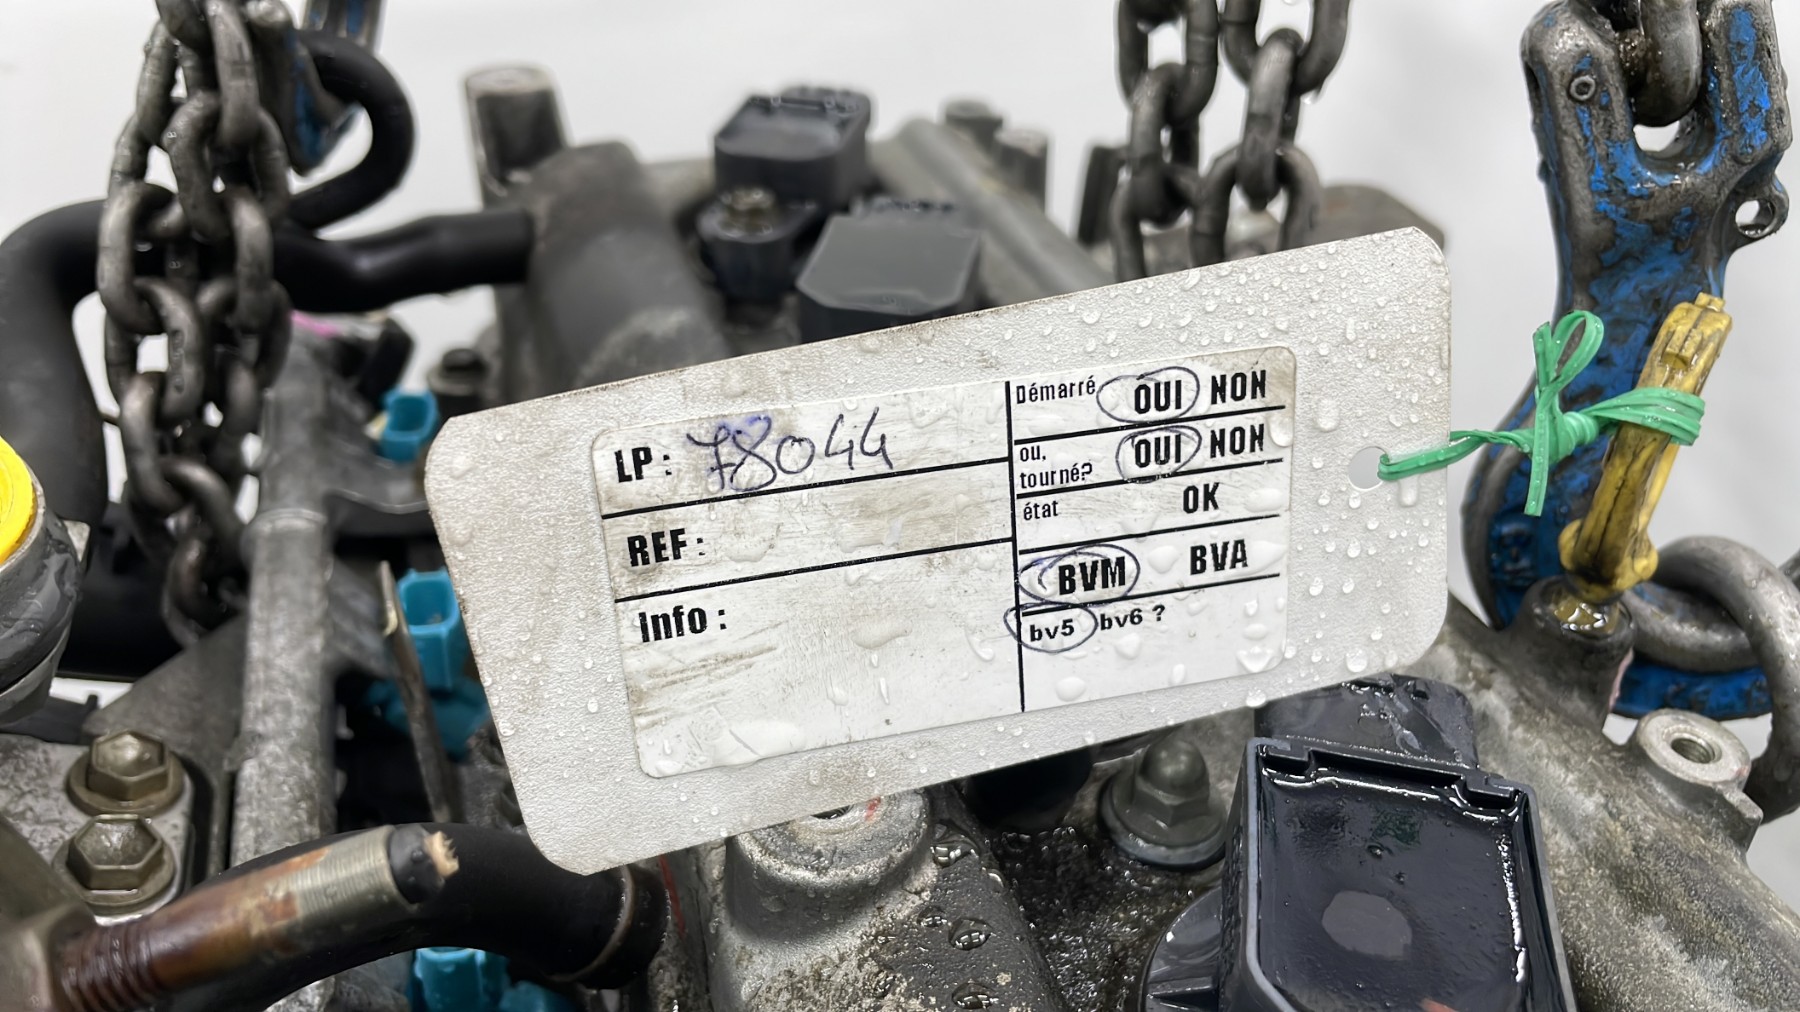 LP : 78044
REF :
Info :
Démarré OUI NON
ou, tourné? OUI NON
état OK
BVM BVA
bv5 bv6 ?